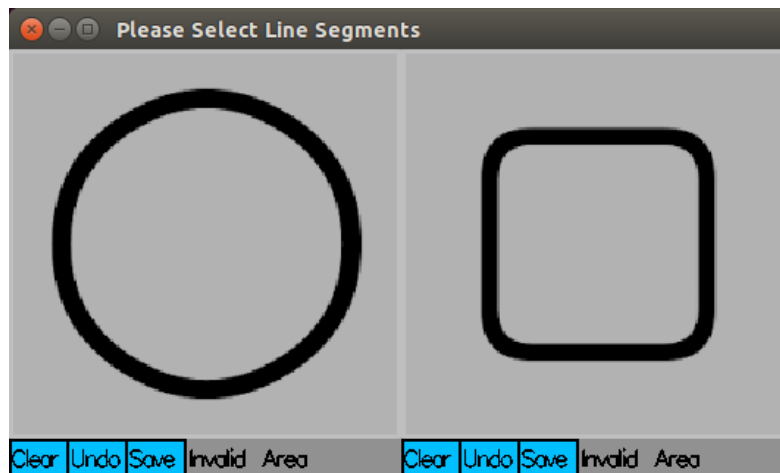 Please Select Line Segments
Clear Undo Save Invalid Area Clear Undo Save Invalid Area